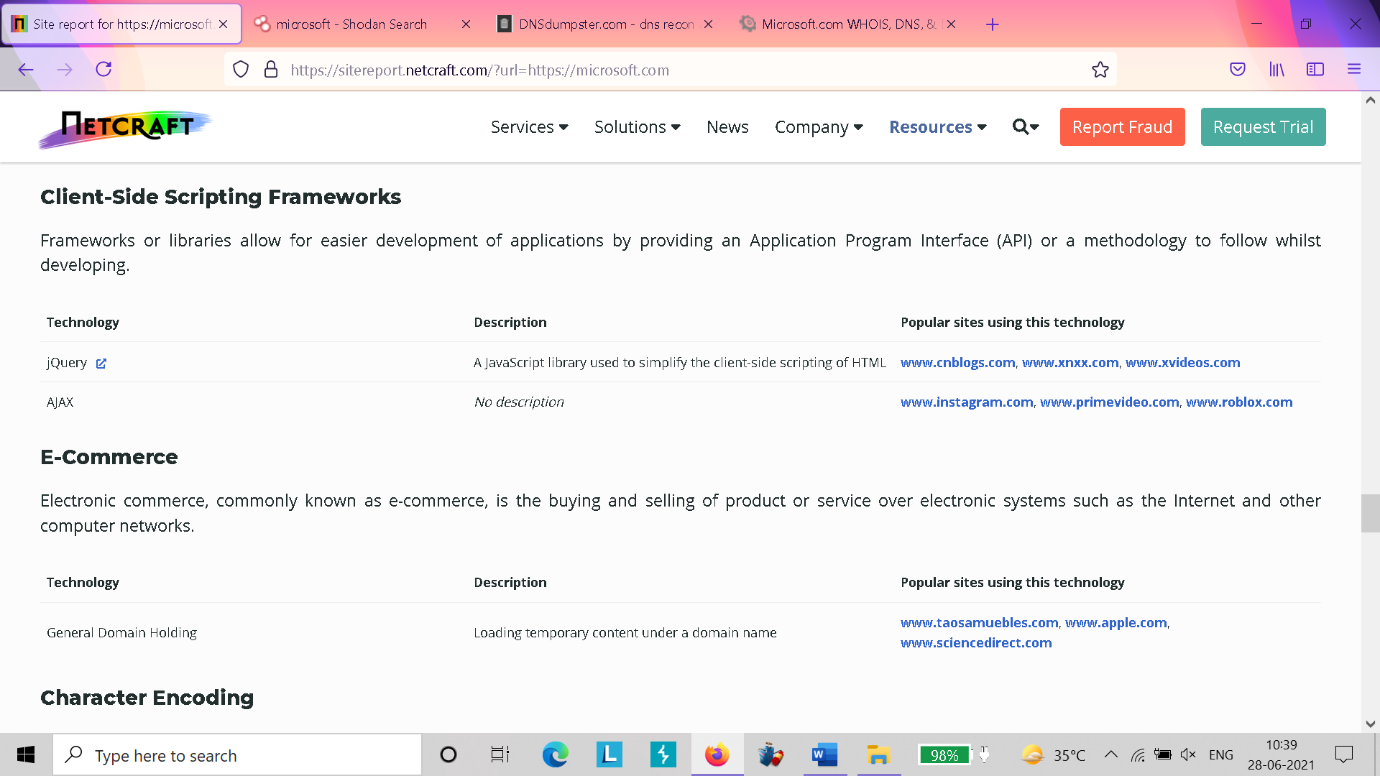 Site report for https://microsoft
microsoft - Shodan Search
DNSdumpster.com - dns recon
Microsoft.com WHOIS, DNS, &
https://sitereport.netcraft.com/?url=https://microsoft.com
NETCRAFT
Services
Solutions
News
Company
Resources
Report Fraud
Request Trial
Client-Side Scripting Frameworks
Frameworks or libraries allow for easier development of applications by providing an Application Program Interface (API) or a methodology to follow whilst
developing.
Technology Description Popular sites using this technology
jQuery A JavaScript library used to simplify the client-side scripting of HTML www.cnblogs.com, www.xnxx.com, www.xvideos.com
AJAX No description www.instagram.com, www.primevideo.com, www.roblox.com
E-Commerce
Electronic commerce, commonly known as e-commerce, is the buying and selling of product or service over electronic systems such as the Internet and other
computer networks.
Technology Description Popular sites using this technology
General Domain Holding Loading temporary content under a domain name www.taosamuebles.com, www.apple.com,
www.sciencedirect.com
Character Encoding
Type here to search
L
W
98%
35°C
ENG
10:39
28-06-2021